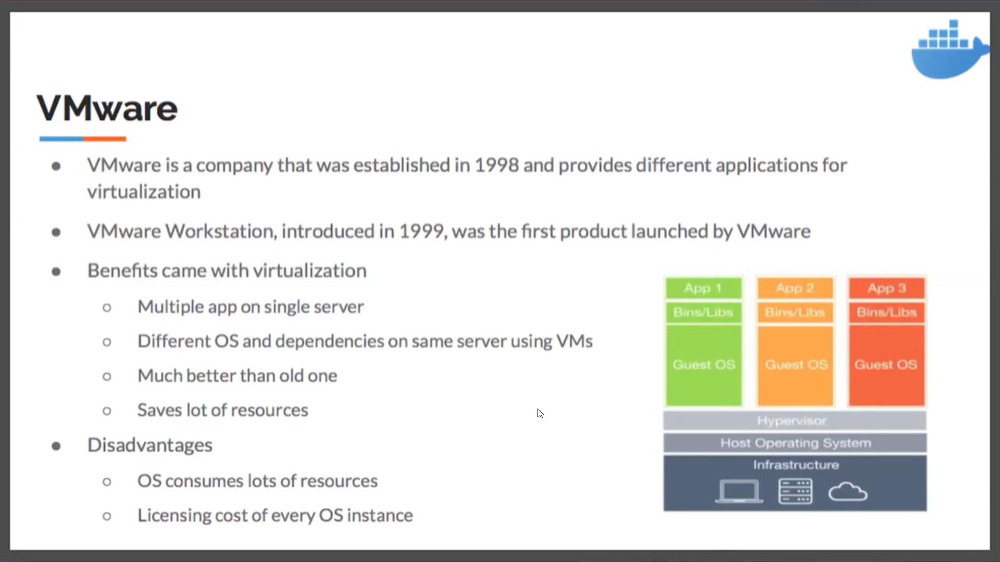 VMware
VMware is a company that was established in 1998 and provides different applications for
virtualization
VMware Workstation, introduced in 1999, was the first product launched by VMware
Benefits came with virtualization
Multiple app on single server
Different OS and dependencies on same server using VMs
Much better than old one
Saves lot of resources
Disadvantages
OS consumes lots of resources
Licensing cost of every OS instance
App 1 App 2 App 3
Bins/Libs Bins/Libs Bins/Libs
Guest OS Guest OS Guest OS
Hypervisor
Host Operating System
Infrastructure